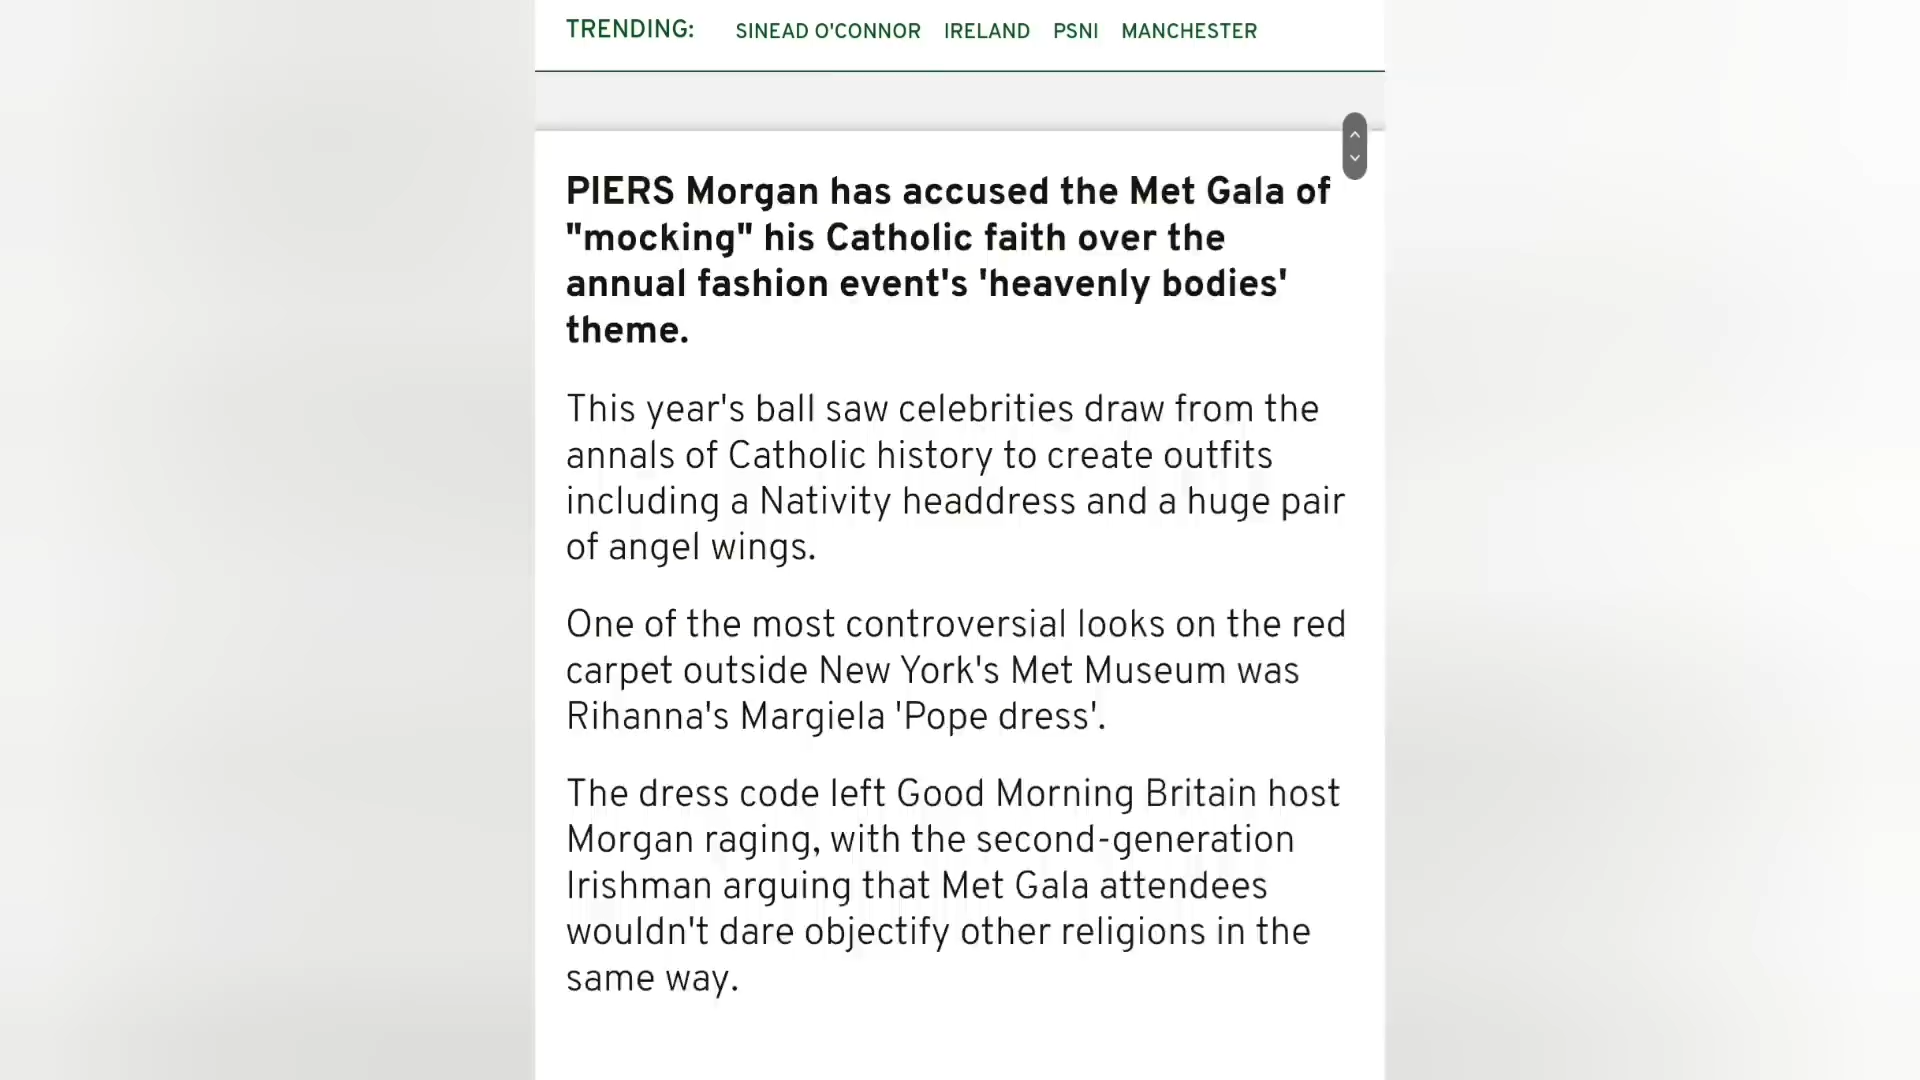 TRENDING: SINEAD O'CONNOR IRELAND PSNI MANCHESTER
PIERS Morgan has accused the Met Gala of
"mocking" his Catholic faith over the
annual fashion event's 'heavenly bodies'
theme.
This year's ball saw celebrities draw from the
annals of Catholic history to create outfits
including a Nativity headdress and a huge pair
of angel wings.
One of the most controversial looks on the red
carpet outside New York's Met Museum was
Rihanna's Margiela 'Pope dress'.
The dress code left Good Morning Britain host
Morgan raging, with the second-generation
Irishman arguing that Met Gala attendees
wouldn't dare objectify other religions in the
same way.